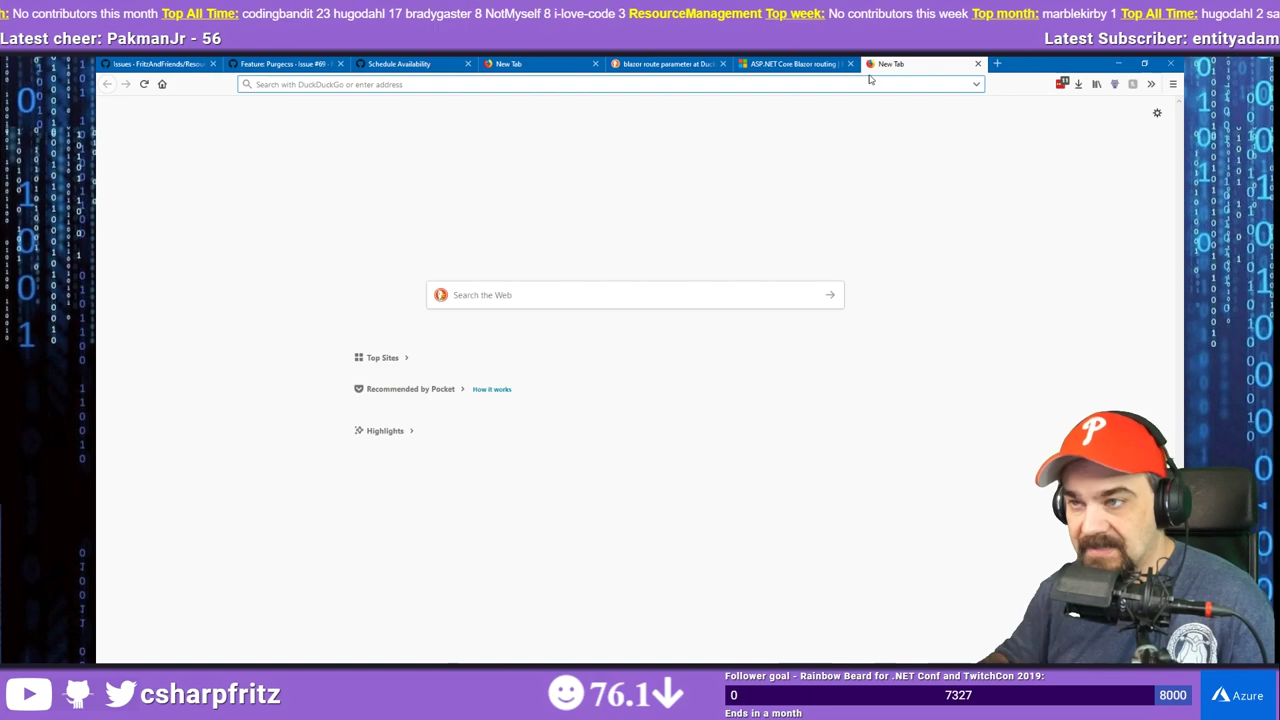 h: No contributors this month Top All Time: codingbandit 23 hugodahl 17 bradygaster 8 NotMyself 8 i-love-code 3 ResourceManagement Top week: No contributors this week Top month: marblekirby 1 Top All Time: hugodahl 2 sa
Latest cheer: PakmanJr - 56
Latest Subscriber: entityadam
Issues - FritzAndFriends/Resou
Feature: Purgecss - Issue #69 - F
Schedule Availability
New Tab
blazor route parameter at Duck
ASP.NET Core Blazor routing |
New Tab
Search with DuckDuckGo or enter address
Search the Web
Top Sites
Recommended by Pocket
How it works
Highlights
P
csharpfritz
76.1
Follower goal - Rainbow Beard for .NET Conf and TwitchCon 2019:
0 7327 8000
Ends in a month
Azure